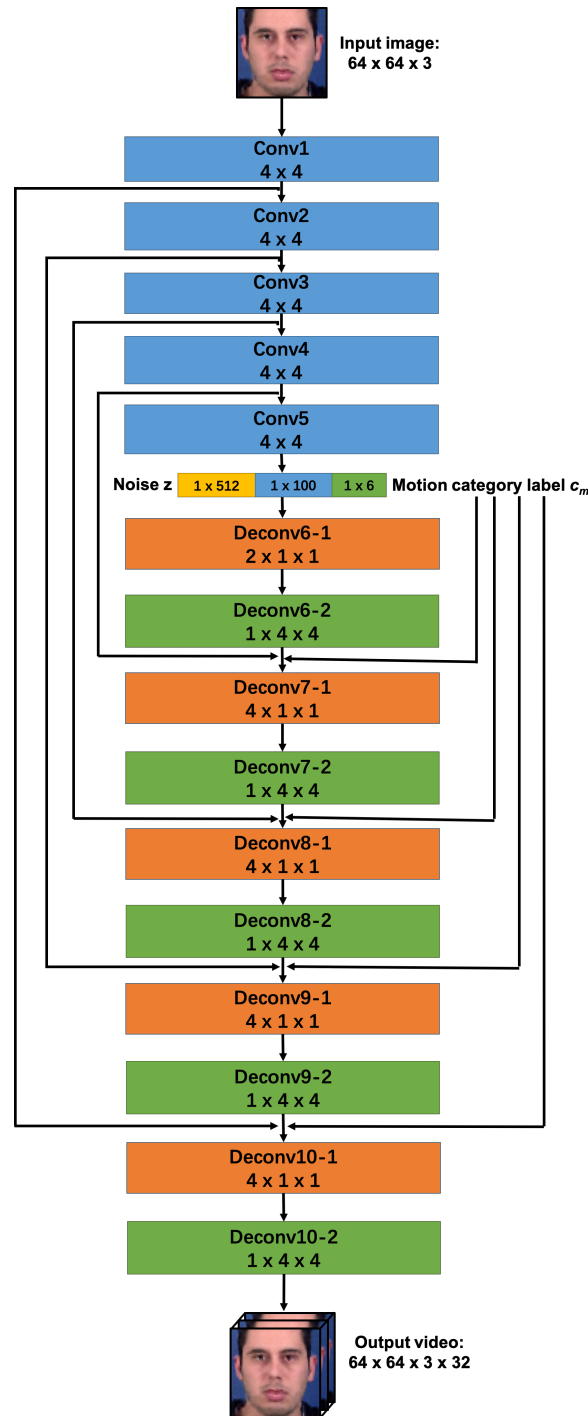 Input image:
64 x 64 x 3
Conv1
4 x 4
Conv2
4 x 4
Conv3
4 x 4
Conv4
4 x 4
Conv5
4 x 4
Noise z 1 x 512 1 x 100 1 x 6 Motion category label cm
Deconv6-1
2 x 1 x 1
Deconv6-2
1 x 4 x 4
Deconv7-1
4 x 1 x 1
Deconv7-2
1 x 4 x 4
Deconv8-1
4 x 1 x 1
Deconv8-2
1 x 4 x 4
Deconv9-1
4 x 1 x 1
Deconv9-2
1 x 4 x 4
Deconv10-1
4 x 1 x 1
Deconv10-2
1 x 4 x 4
Output video:
64 x 64 x 3 x 32